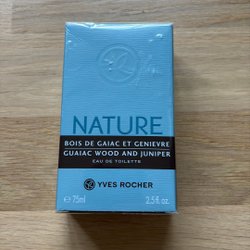 NATURE
BOIS DE GAIAC ET GENIEVRE
GUAIAC WOOD AND JUNIPER
EAU DE TOILETTE
YVES ROCHER
e 75ml 2.5 fl. oz.